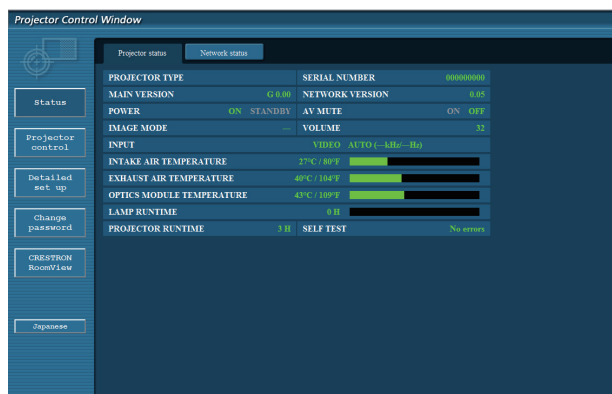 Projector Control Window
Projector status Network status
Status
Projector control
Detailed set up
Change password
CRESTRON RoomView
Japanese
PROJECTOR TYPE SERIAL NUMBER 000000000
MAIN VERSION G 0.00 NETWORK VERSION 0.05
POWER ON STANDBY AV MUTE ON OFF
IMAGE MODE — VOLUME 32
INPUT VIDEO AUTO (—kHz/—Hz)
INTAKE AIR TEMPERATURE 27°C / 80°F
EXHAUST AIR TEMPERATURE 40°C / 104°F
OPTICS MODULE TEMPERATURE 43°C / 109°F
LAMP RUNTIME 0 H
PROJECTOR RUNTIME 3 H SELF TEST No errors